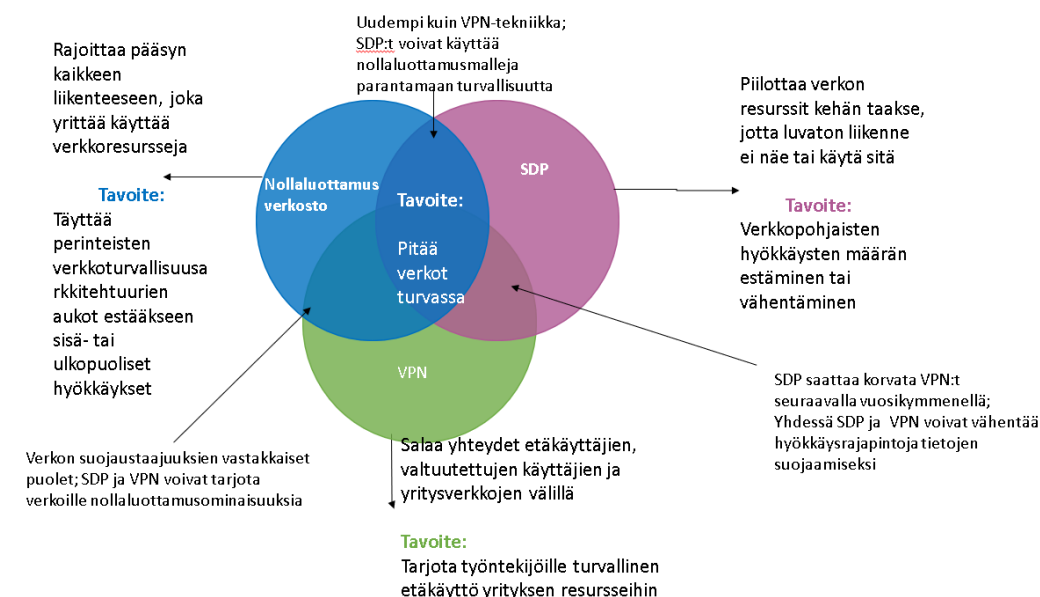 Uudempi kuin VPN-tekniikka;
SDP:t voivat käyttää
nollaluottamusmalleja
parantamaan turvallisuutta
Rajoittaa pääsyn
kaikkeen
liikenteeseen, joka
yrittää käyttää
verkkoresursseja
Tavoite:
Täyttää
perinteisten
verkkoturvallisuusa
rkkitehtuurien
aukot estääkseen
sisä- tai
ulkopuoliset
hyökkäykset
Nollaluottamus
verkosto
Tavoite:
Pitää
verkot
turvassa
SDP
VPN
Piilottaa verkon
resurssit kehän taakse,
jotta luvaton liikenne
ei näe tai käytä sitä
Tavoite:
Verkkopohjaisten
hyökkäysten määrän
estäminen tai
vähentäminen
SDP saattaa korvata VPN:t
seuraavalla vuosikymmenellä;
Yhdessä SDP ja VPN voivat vähentää
hyökkäysrajapintoja tietojen
suojaamiseksi
Verkon suojaustaajuuksien vastakkaiset
puolet; SDP ja VPN voivat tarjota
verkoille nollaluottamusominaisuuksia
Salaa yhteydet etäkäyttäjien,
valtuutettujen käyttäjien ja
yritysverkkojen välillä
Tavoite:
Tarjota työntekijöille turvallinen
etäkäyttö yrityksen resursseihin